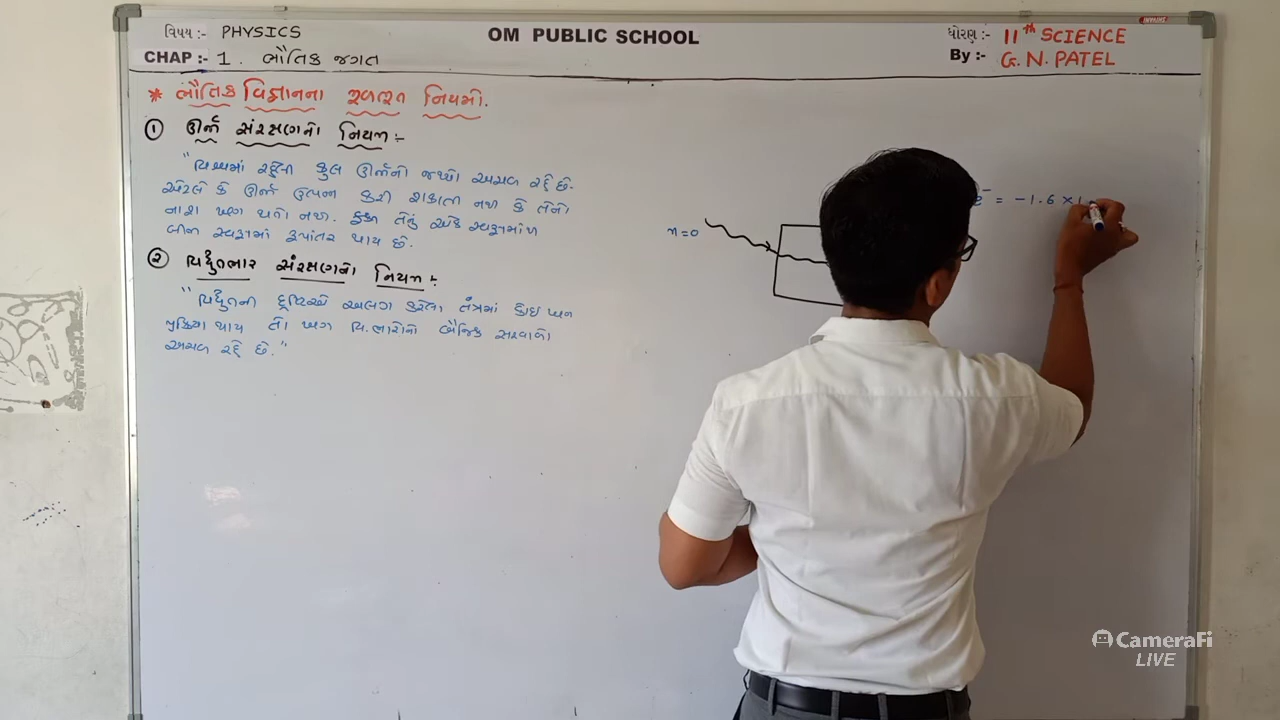 વિષય :- PHYSICS
OM PUBLIC SCHOOL
ધોરણ :- 11th SCIENCE
CHAP :- 1. ભૌતિક જગત
By :- G. N. PATEL
* ભૌતિક વિજ્ઞાનના મૂળભૂત નિયમો.
① ઊર્જા સંરક્ષણનો નિયમ :-
"વિશ્વમાં રહેલી કુલ ઊર્જાનો જથ્થો અચળ રહે છે.
એટલે કે ઊર્જા ઉત્પન્ન કરી શકાતી નથી કે તેનો
નાશ પણ થતો નથી. ફક્ત તેનું એક સ્વરૂપમાંથી
બીજા સ્વરૂપમાં રૂપાંતર થાય છે.
② વિદ્યુતભાર સંરક્ષણનો નિયમ :-
"વિદ્યુતની દૃષ્ટિએ અલગ કરેલા તંત્રમાં કોઇ પણ
પ્રક્રિયા થાય તો પણ વિ.ભારોનો બૈજિક સરવાળો
અચળ રહે છે."
n=0
e⁻ = -1.6 × 1
CameraFi
LIVE